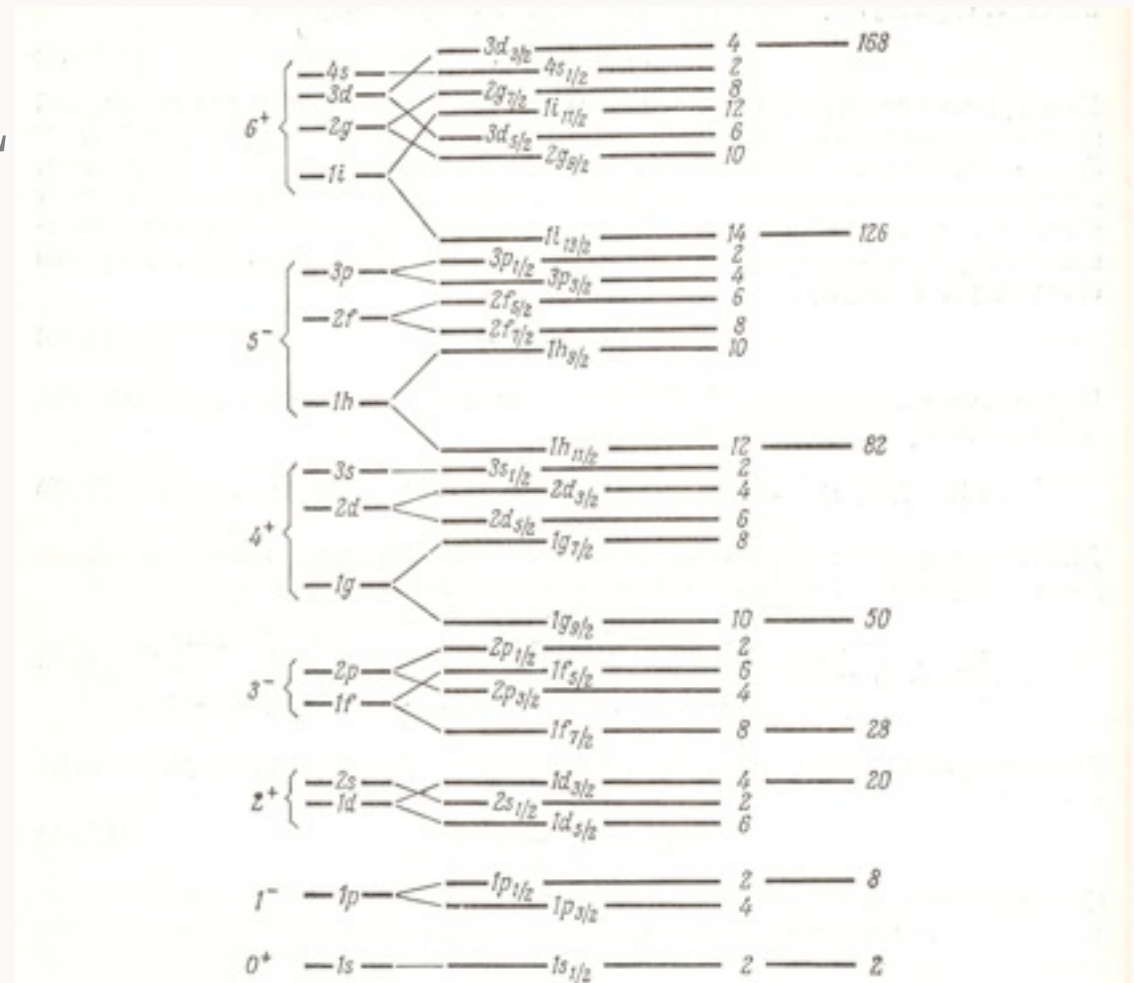 3d3/2 4 168
4s 4s1/2 2
3d 2g7/2 8
6+ 2g 1i11/2 12
3d5/2 6
2g9/2 10
1i
1i13/2 14 126
3p 3p1/2 2
3p3/2 4
2f 2f5/2 6
5- 2f7/2 8
1h9/2 10
1h
1h11/2 12 82
3s 3s1/2 2
2d 2d3/2 4
4+ 2d5/2 6
1g7/2 8
1g
1g9/2 10 50
2p1/2 2
3- 2p 1f5/2 6
1f 2p3/2 4
1f7/2 8 28
2s 1d3/2 4 20
2+ 1d 2s1/2 2
1d5/2 6
1- 1p 1p1/2 2 8
1p3/2 4
0+ 1s 1s1/2 2 2